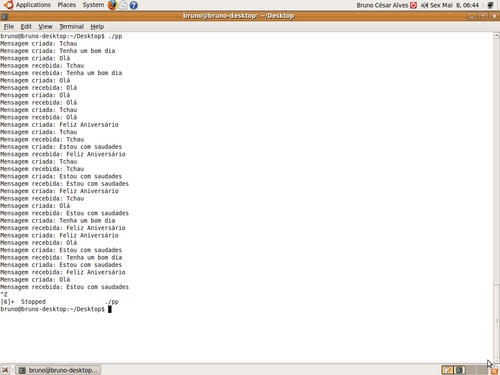 Applications Places System Bruno César Alves Sex Mai 8, 06:44
bruno@bruno-desktop: ~/Desktop
File Edit View Terminal Help
bruno@bruno-desktop:~/Desktop$ ./pp
Mensagem criada: Tchau
Mensagem criada: Tenha um bom dia
Mensagem criada: Olá
Mensagem recebida: Tchau
Mensagem recebida: Tenha um bom dia
Mensagem criada: Olá
Mensagem recebida: Olá
Mensagem criada: Olá
Mensagem recebida: Olá
Mensagem criada: Tchau
Mensagem recebida: Olá
Mensagem criada: Feliz Aniversário
Mensagem criada: Tchau
Mensagem recebida: Tchau
Mensagem criada: Estou com saudades
Mensagem recebida: Feliz Aniversário
Mensagem criada: Tchau
Mensagem recebida: Tchau
Mensagem criada: Estou com saudades
Mensagem recebida: Estou com saudades
Mensagem criada: Feliz Aniversário
Mensagem recebida: Tchau
Mensagem criada: Olá
Mensagem recebida: Estou com saudades
Mensagem criada: Tenha um bom dia
Mensagem recebida: Feliz Aniversário
Mensagem criada: Feliz Aniversário
Mensagem recebida: Olá
Mensagem criada: Estou com saudades
Mensagem recebida: Tenha um bom dia
Mensagem criada: Estou com saudades
Mensagem recebida: Feliz Aniversário
Mensagem criada: Olá
Mensagem recebida: Estou com saudades
^Z
[6]+ Stopped ./pp
bruno@bruno-desktop:~/Desktop$
bruno@bruno-desktop...